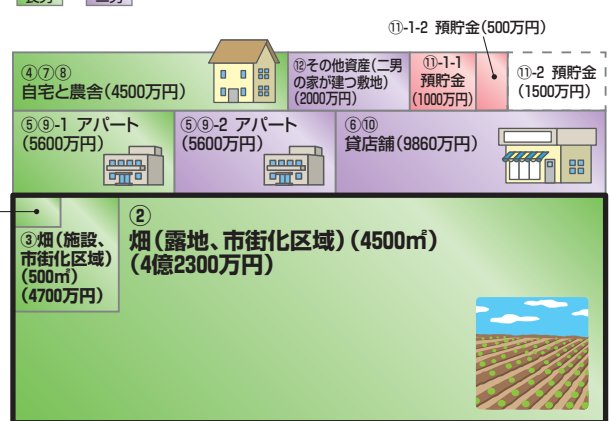 ⑪-1-2 預貯金(500万円)
④⑦⑧
自宅と農舎(4500万円)
⑫その他資産(二男
の家が建つ敷地)
(2000万円)
⑪-1-1
預貯金
(1000万円)
⑪-2 預貯金
(1500万円)
⑤⑨-1 アパート
(5600万円)
⑤⑨-2 アパート
(5600万円)
⑥⑩
貸店舗(9860万円)
③畑(施設、
市街化区域)
(500㎡)
(4700万円)
②
畑(露地、市街化区域)(4500㎡)
(4億2300万円)